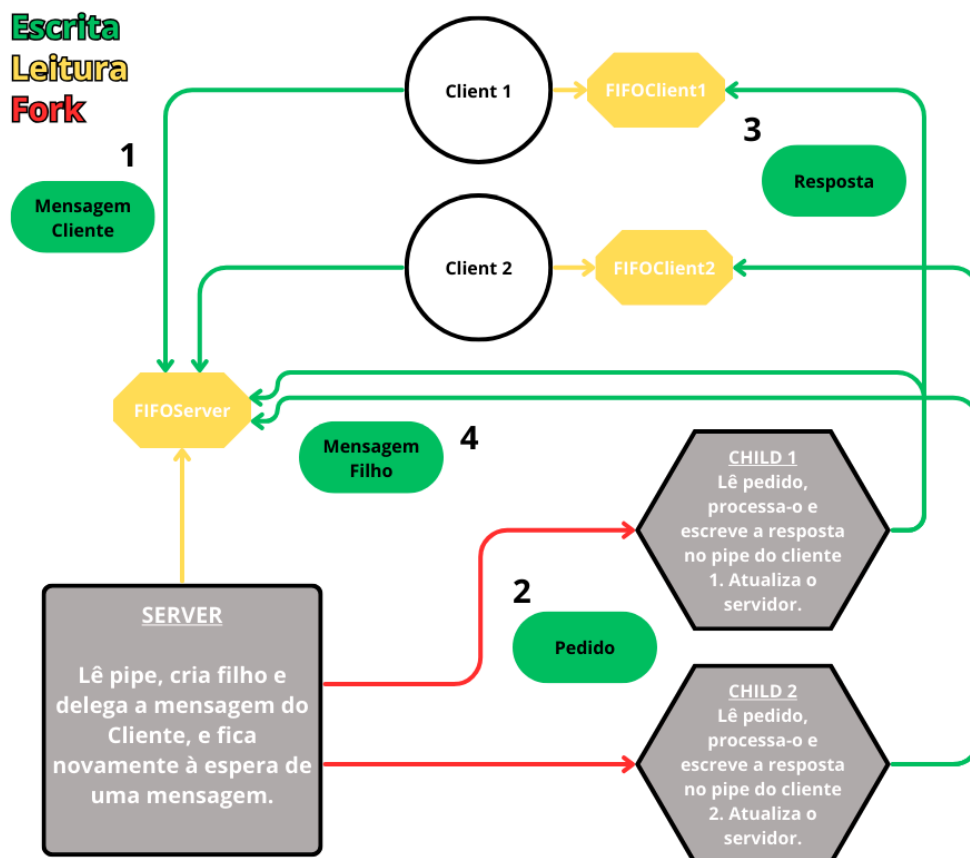 Escrita
Leitura
Fork
Client 1
FIFOClient1
1
3
Mensagem
Cliente
Resposta
Client 2
FIFOClient2
FIFOServer
Mensagem
Filho
4
CHILD 1
Lê pedido,
processa-o e
escreve a resposta
no pipe do cliente
1. Atualiza o
servidor.
2
Pedido
SERVER
Lê pipe, cria filho e
delega a mensagem do
Cliente, e fica
novamente à espera de
uma mensagem.
CHILD 2
Lê pedido,
processa-o e
escreve a resposta
no pipe do cliente
2. Atualiza o
servidor.